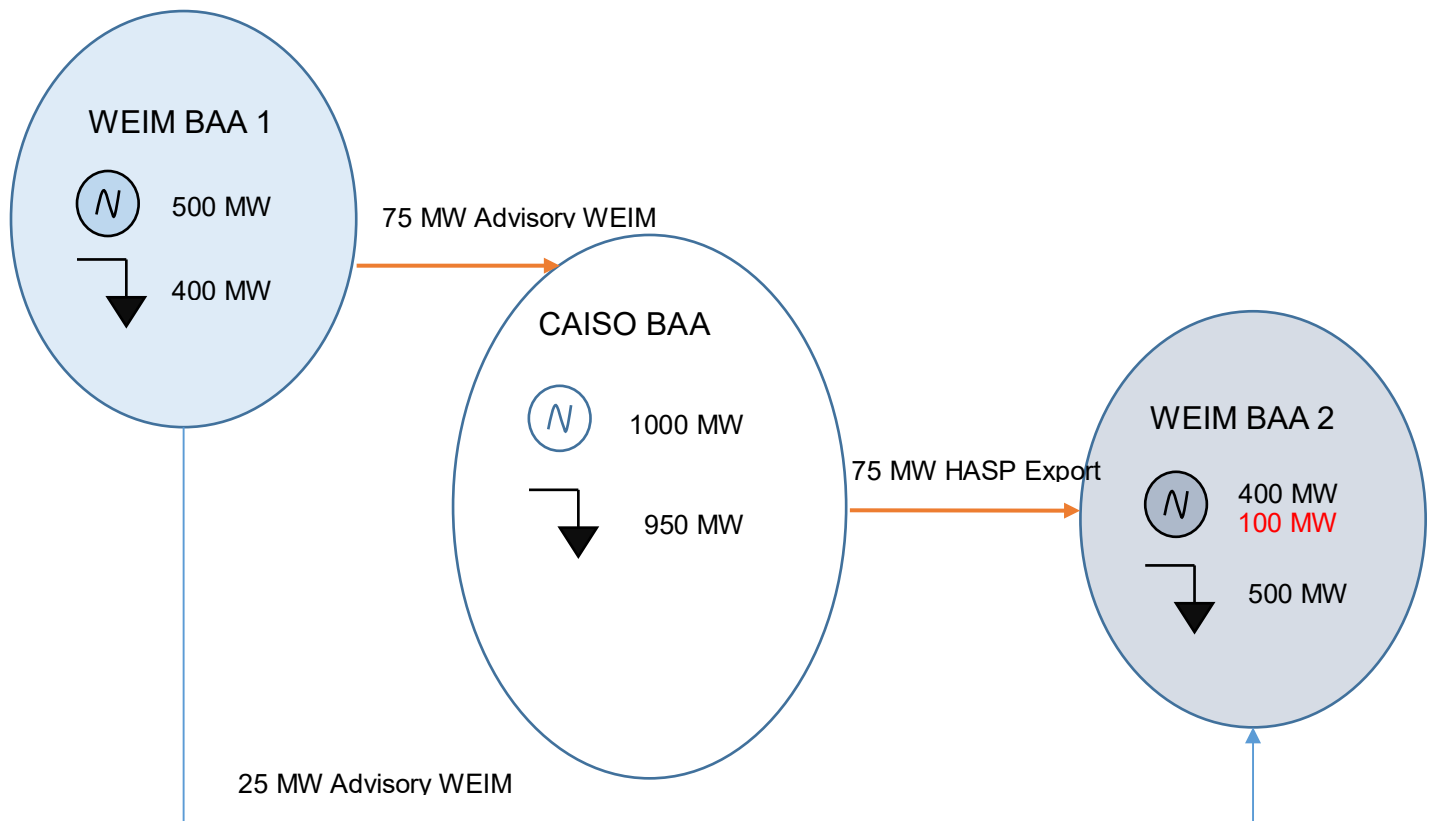 WEIM BAA 1
500 MW
400 MW
75 MW Advisory WEIM
CAISO BAA
1000 MW
950 MW
75 MW HASP Export
WEIM BAA 2
400 MW
100 MW
500 MW
25 MW Advisory WEIM